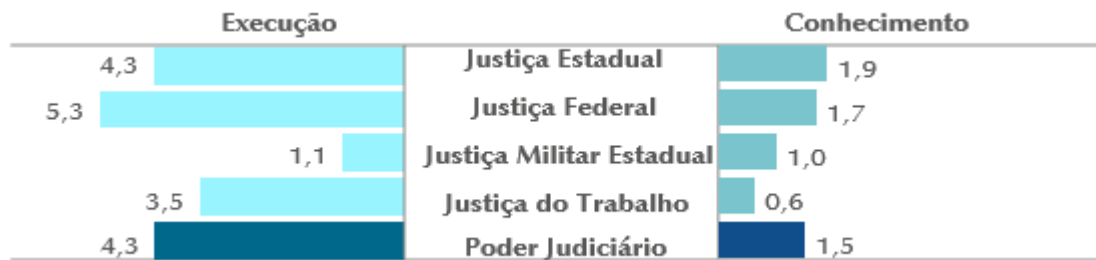 Execução Conhecimento
4,3 Justiça Estadual 1,9
5,3 Justiça Federal 1,7
1,1 Justiça Militar Estadual 1,0
3,5 Justiça do Trabalho 0,6
4,3 Poder Judiciário 1,5